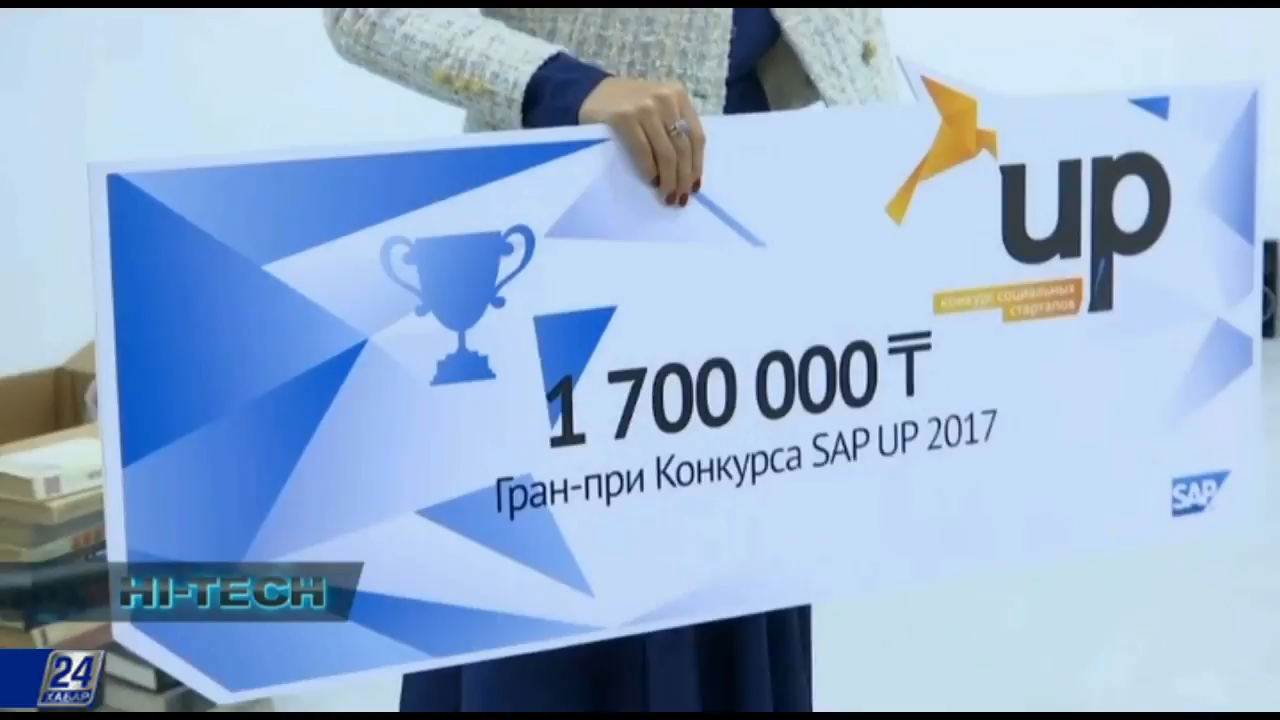 up
конкурс социальных
стартапов
1 700 000 ₸
Гран-при Конкурса SAP UP 2017
SAP
HI-TECH
24
ХАБАР